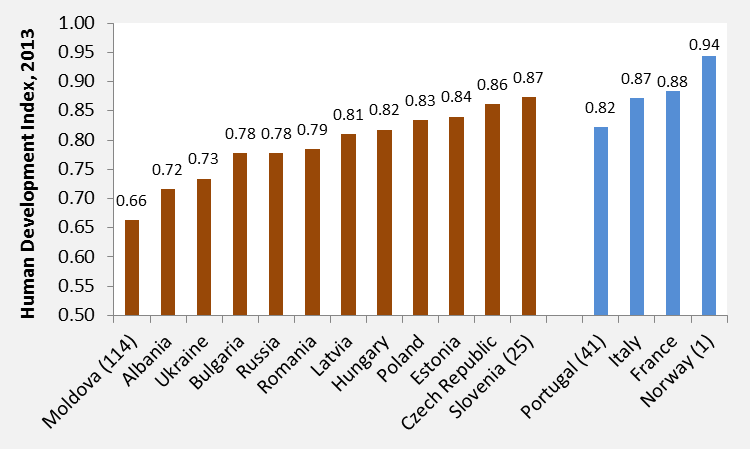 Human Development Index, 2013
1.00
0.95
0.90
0.85
0.80
0.75
0.70
0.65
0.60
0.55
0.50
0.66
0.72
0.73
0.78
0.78
0.79
0.81
0.82
0.83
0.84
0.86
0.87
0.82
0.87
0.88
0.94
Moldova (114)
Albania
Ukraine
Bulgaria
Russia
Romania
Latvia
Hungary
Poland
Estonia
Czech Republic
Slovenia (25)
Portugal (41)
Italy
France
Norway (1)